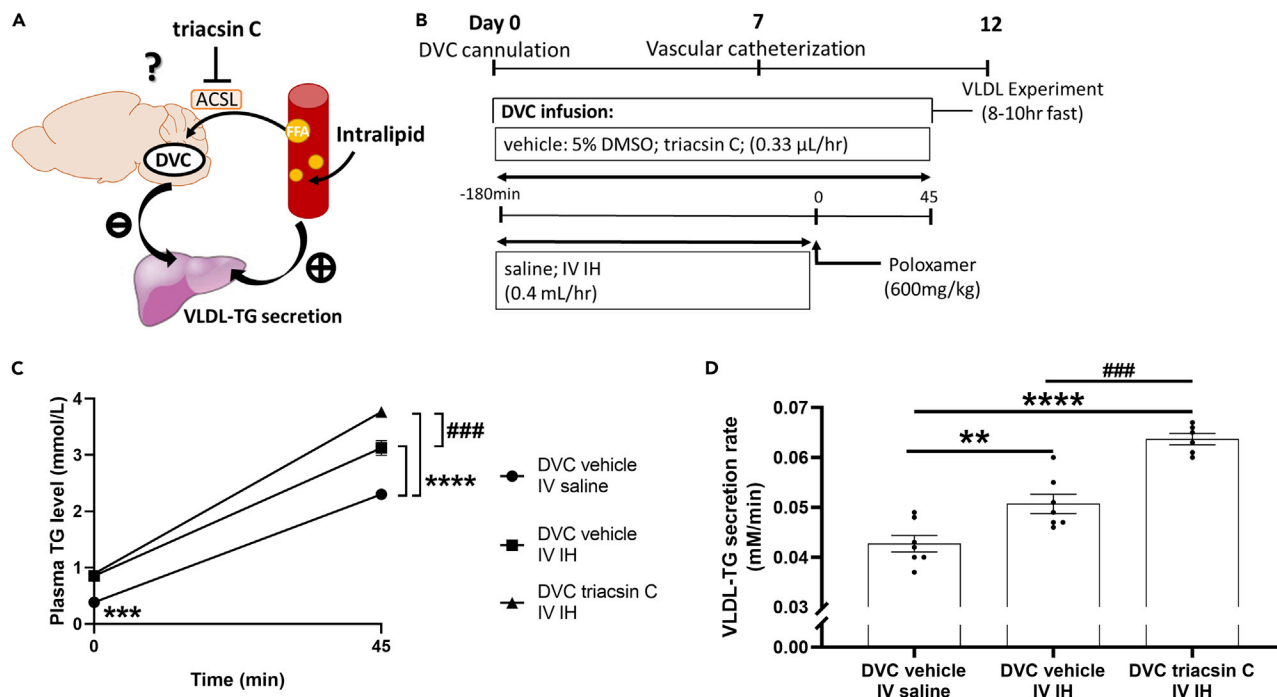 A
triacsin C
?
ACSL
FFA
Intralipid
DVC
⊖
⊕
VLDL-TG secretion
B
Day 0
7
12
DVC cannulation
Vascular catheterization
VLDL Experiment
(8-10hr fast)
DVC infusion:
vehicle: 5% DMSO; triacsin C; (0.33 µL/hr)
-180min
0
45
saline; IV IH
(0.4 mL/hr)
Poloxamer
(600mg/kg)
C
Plasma TG level (mmol/L)
4
3
2
1
0
0
45
Time (min)
***
###
****
DVC vehicle
IV saline
DVC vehicle
IV IH
DVC triacsin C
IV IH
D
VLDL-TG secretion rate
(mM/min)
0.07
0.06
0.05
0.04
0.03
0.00
###
****
**
DVC vehicle
IV saline
DVC vehicle
IV IH
DVC triacsin C
IV IH